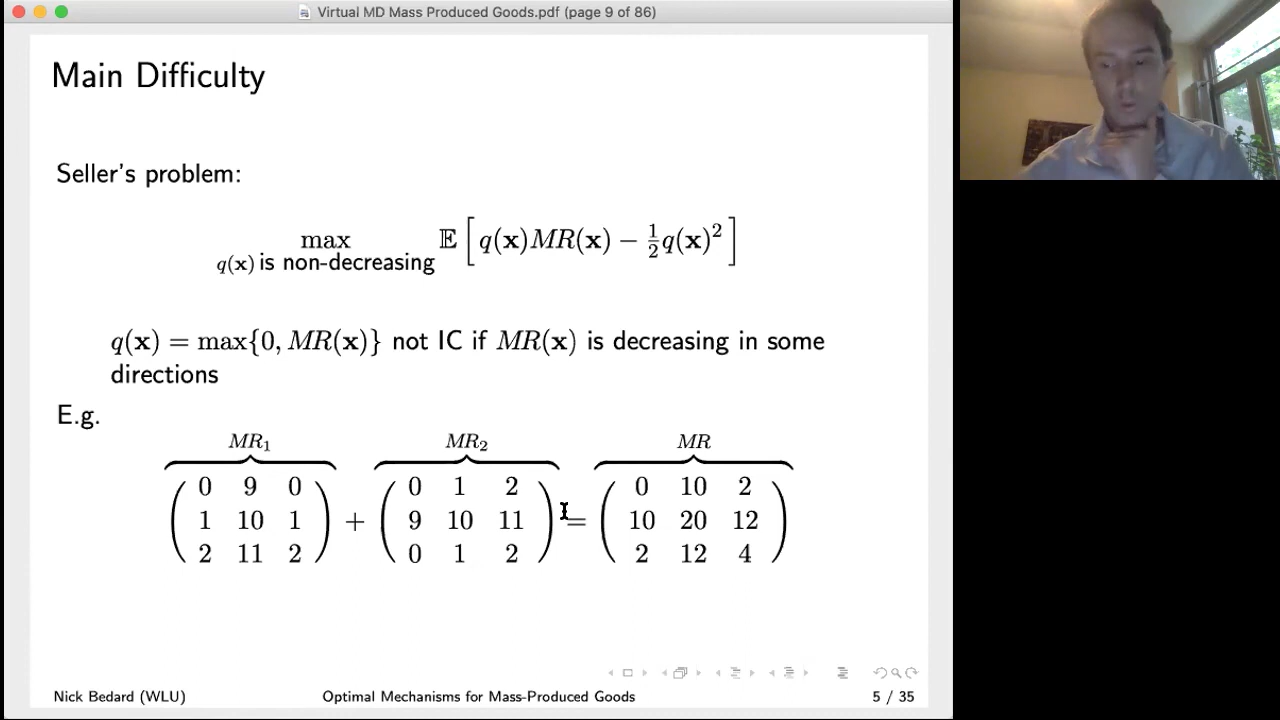 Virtual MD Mass Produced Goods.pdf (page 9 of 86)
Main Difficulty
Seller's problem:
max 𝔼[q(x)MR(x) − ½q(x)²]
q(x) is non-decreasing
q(x) = max{0, MR(x)} not IC if MR(x) is decreasing in some
directions
E.g.
MR₁ MR₂ MR
( 0 9 0 ) ( 0 1 2 ) ( 0 10 2 )
( 1 10 1 ) + ( 9 10 11 ) = ( 10 20 12 )
( 2 11 2 ) ( 0 1 2 ) ( 2 12 4 )
Nick Bedard (WLU) Optimal Mechanisms for Mass-Produced Goods 5 / 35